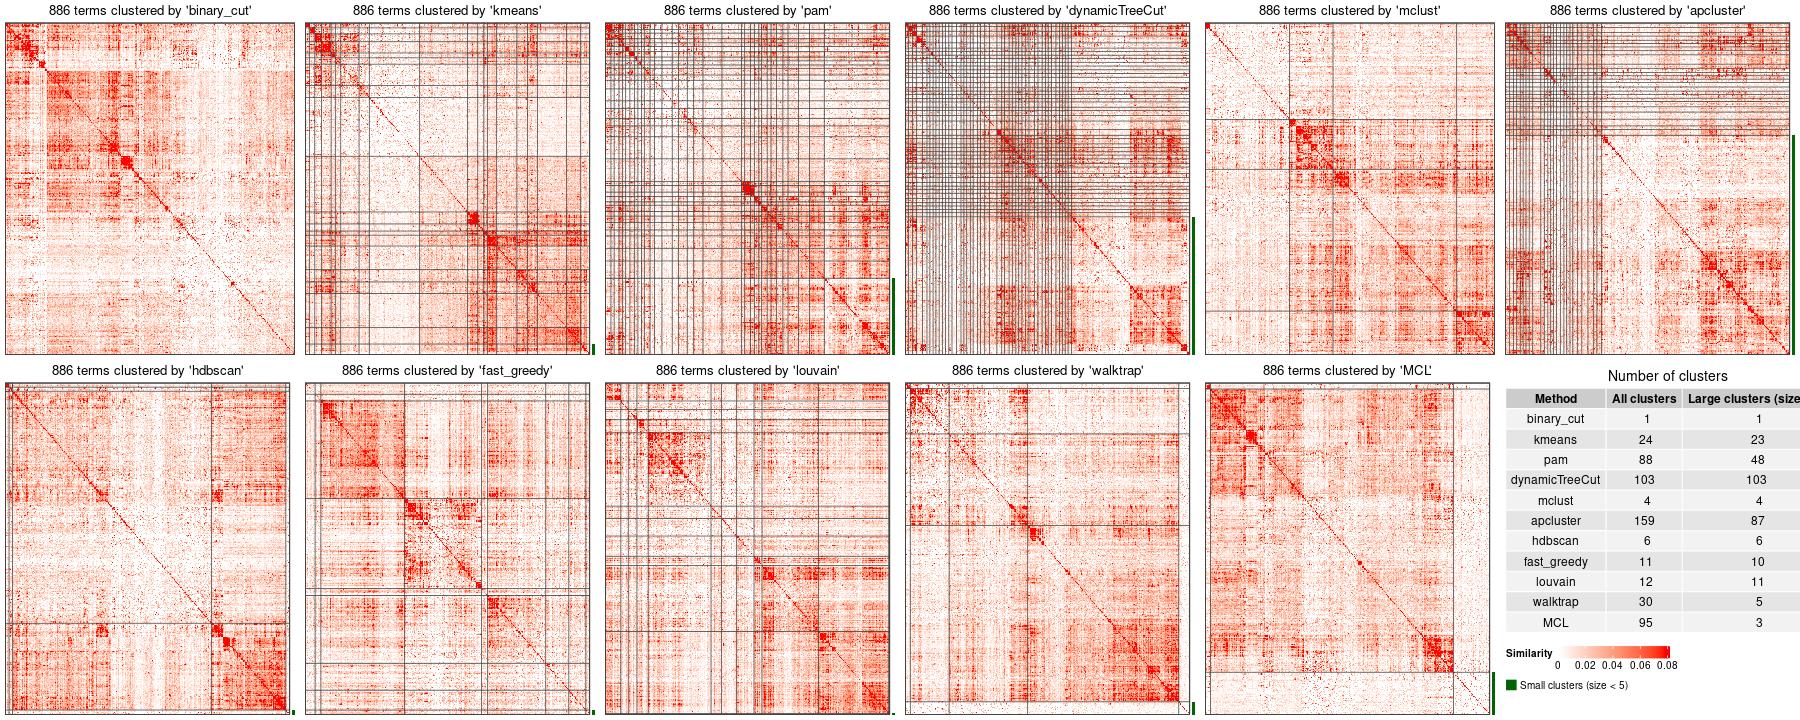 886 terms clustered by 'binary_cut'
886 terms clustered by 'kmeans'
886 terms clustered by 'pam'
886 terms clustered by 'dynamicTreeCut'
886 terms clustered by 'mclust'
886 terms clustered by 'apcluster'
886 terms clustered by 'hdbscan'
886 terms clustered by 'fast_greedy'
886 terms clustered by 'louvain'
886 terms clustered by 'walktrap'
886 terms clustered by 'MCL'
Number of clusters
Method All clusters Large clusters (size
binary_cut 1 1
kmeans 24 23
pam 88 48
dynamicTreeCut 103 103
mclust 4 4
apcluster 159 87
hdbscan 6 6
fast_greedy 11 10
louvain 12 11
walktrap 30 5
MCL 95 3
Similarity
0 0.02 0.04 0.06 0.08
Small clusters (size < 5)